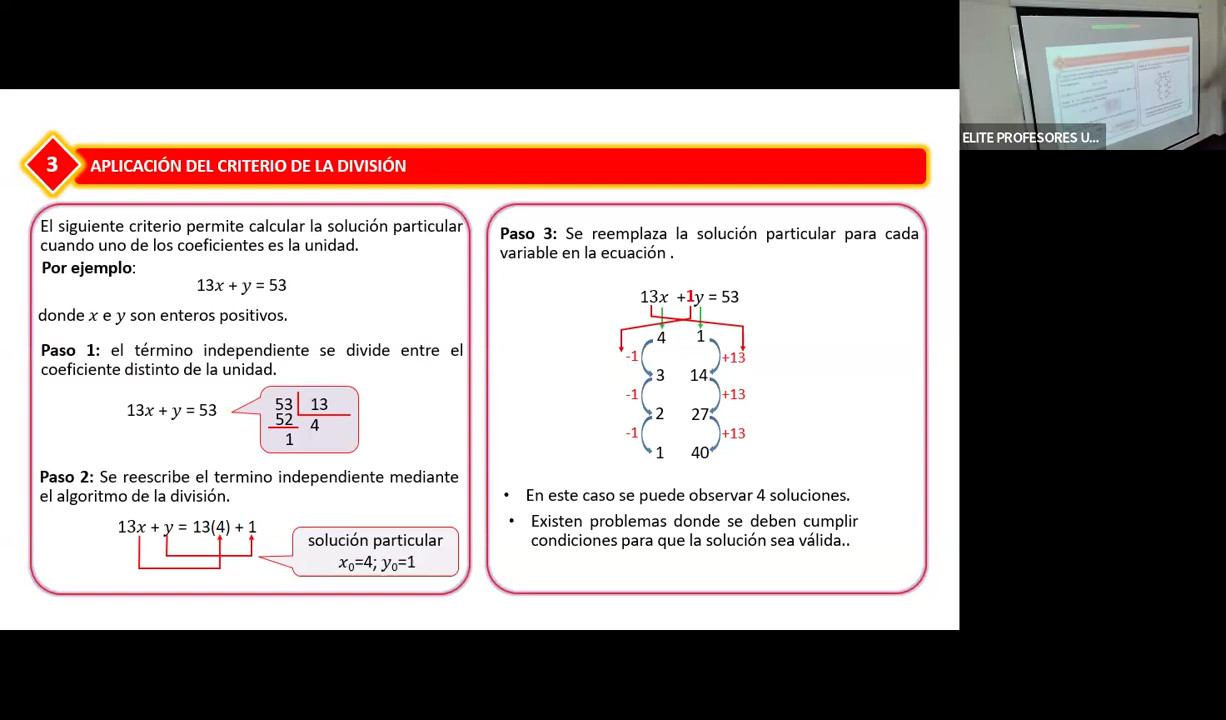 ELITE PROFESORES U...
3
APLICACIÓN DEL CRITERIO DE LA DIVISIÓN
El siguiente criterio permite calcular la solución particular
cuando uno de los coeficientes es la unidad.
Por ejemplo:
13x + y = 53
donde x e y son enteros positivos.
Paso 1: el término independiente se divide entre el
coeficiente distinto de la unidad.
13x + y = 53
53 13
52 4
1
Paso 2: Se reescribe el termino independiente mediante
el algoritmo de la división.
13x + y = 13(4) + 1
solución particular
x₀=4; y₀=1
Paso 3: Se reemplaza la solución particular para cada
variable en la ecuación .
13x +1y = 53
4 1
-1 +13
3 14
-1 +13
2 27
-1 +13
1 40
• En este caso se puede observar 4 soluciones.
• Existen problemas donde se deben cumplir
condiciones para que la solución sea válida..